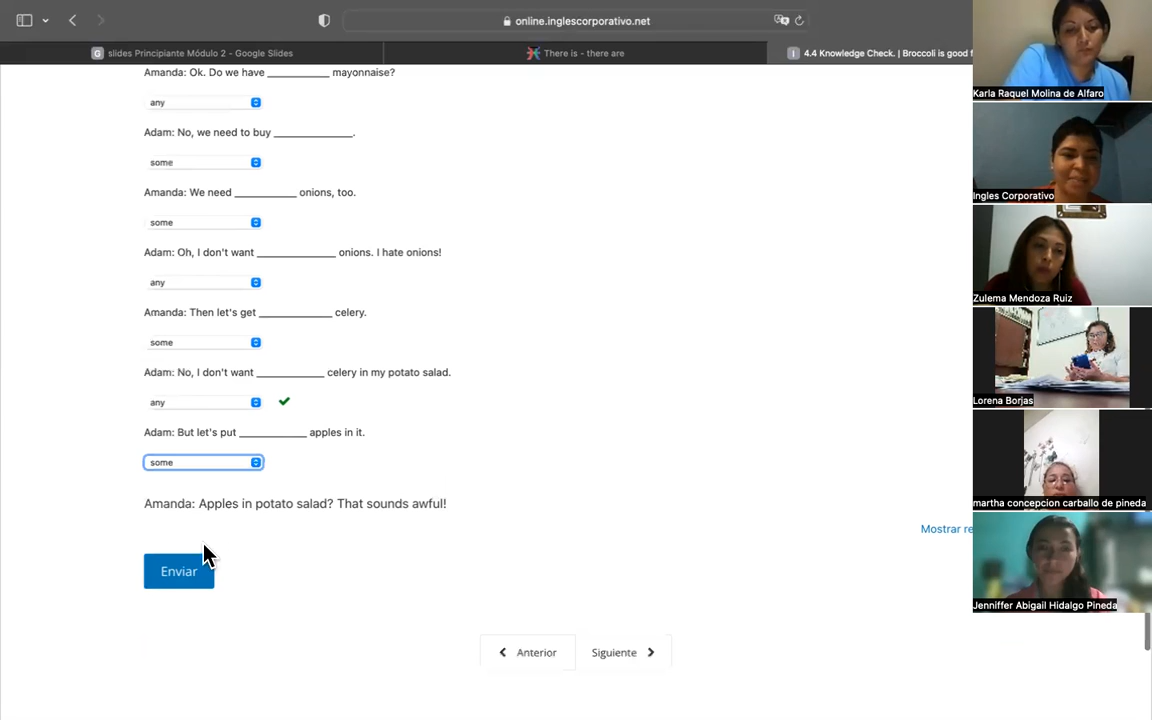 online.inglescorporativo.net
slides Principiante Módulo 2 - Google Slides
There is - there are
4.4 Knowledge Check. | Broccoli is good f
Amanda: Ok. Do we have __________ mayonnaise?
any
Adam: No, we need to buy _____________.
some
Amanda: We need __________ onions, too.
some
Adam: Oh, I don't want _____________ onions. I hate onions!
any
Amanda: Then let's get ____________ celery.
some
Adam: No, I don't want ___________ celery in my potato salad.
any
Adam: But let's put ___________ apples in it.
some
Amanda: Apples in potato salad? That sounds awful!
Mostrar re
Enviar
Anterior
Siguiente
Karla Raquel Molina de Alfaro
Ingles Corporativo
Zulema Mendoza Ruiz
Lorena Borjas
martha concepcion carballo de pineda
Jenniffer Abigail Hidalgo Pineda